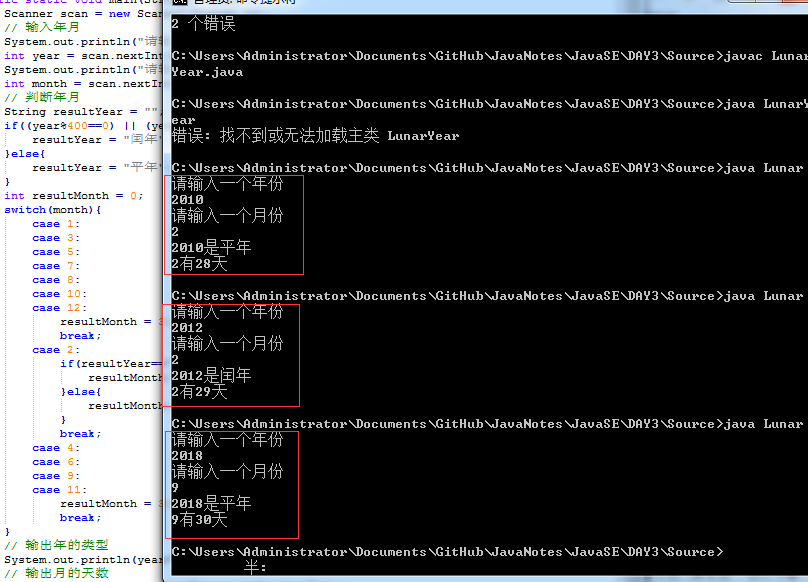 public static void main(Str
Scanner scan = new Scan
// 输入年月
System.out.println("请
int year = scan.nextInt
System.out.println("请
int month = scan.nextIn
// 判断年月
String resultYear = "";
if((year%400==0) || (ye
resultYear = "闰年"
}else{
resultYear = "平年"
}
int resultMonth = 0;
switch(month){
case 1:
case 3:
case 5:
case 7:
case 8:
case 10:
case 12:
resultMonth = 3
break;
case 2:
if(resultYear==
resultMonth
}else{
resultMonth
}
break;
case 4:
case 6:
case 9:
case 11:
resultMonth = 3
break;
}
// 输出年的类型
System.out.println(year
// 输出月的天数
管理员: 命令提示符
2 个错误
C:\Users\Administrator\Documents\GitHub\JavaNotes\JavaSE\DAY3\Source>javac Lunar
Year.java
C:\Users\Administrator\Documents\GitHub\JavaNotes\JavaSE\DAY3\Source>java LunarY
ear
错误: 找不到或无法加载主类 LunarYear
C:\Users\Administrator\Documents\GitHub\JavaNotes\JavaSE\DAY3\Source>java Lunar
请输入一个年份
2010
请输入一个月份
2
2010是平年
2有28天
C:\Users\Administrator\Documents\GitHub\JavaNotes\JavaSE\DAY3\Source>java Lunar
请输入一个年份
2012
请输入一个月份
2
2012是闰年
2有29天
C:\Users\Administrator\Documents\GitHub\JavaNotes\JavaSE\DAY3\Source>java Lunar
请输入一个年份
2018
请输入一个月份
9
2018是平年
9有30天
C:\Users\Administrator\Documents\GitHub\JavaNotes\JavaSE\DAY3\Source>
半: